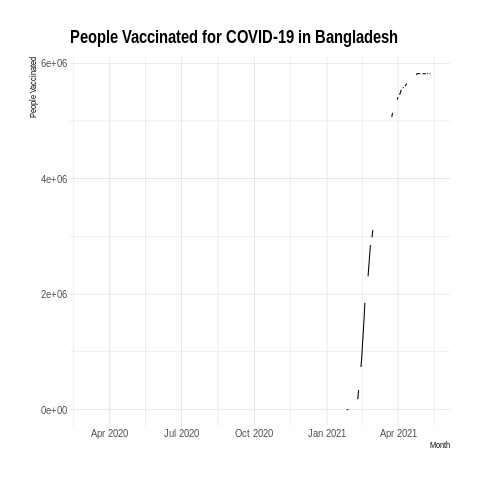 People Vaccinated for COVID-19 in Bangladesh
People Vaccinated
6e+06
4e+06
2e+06
0e+00
Apr 2020 Jul 2020 Oct 2020 Jan 2021 Apr 2021
Month